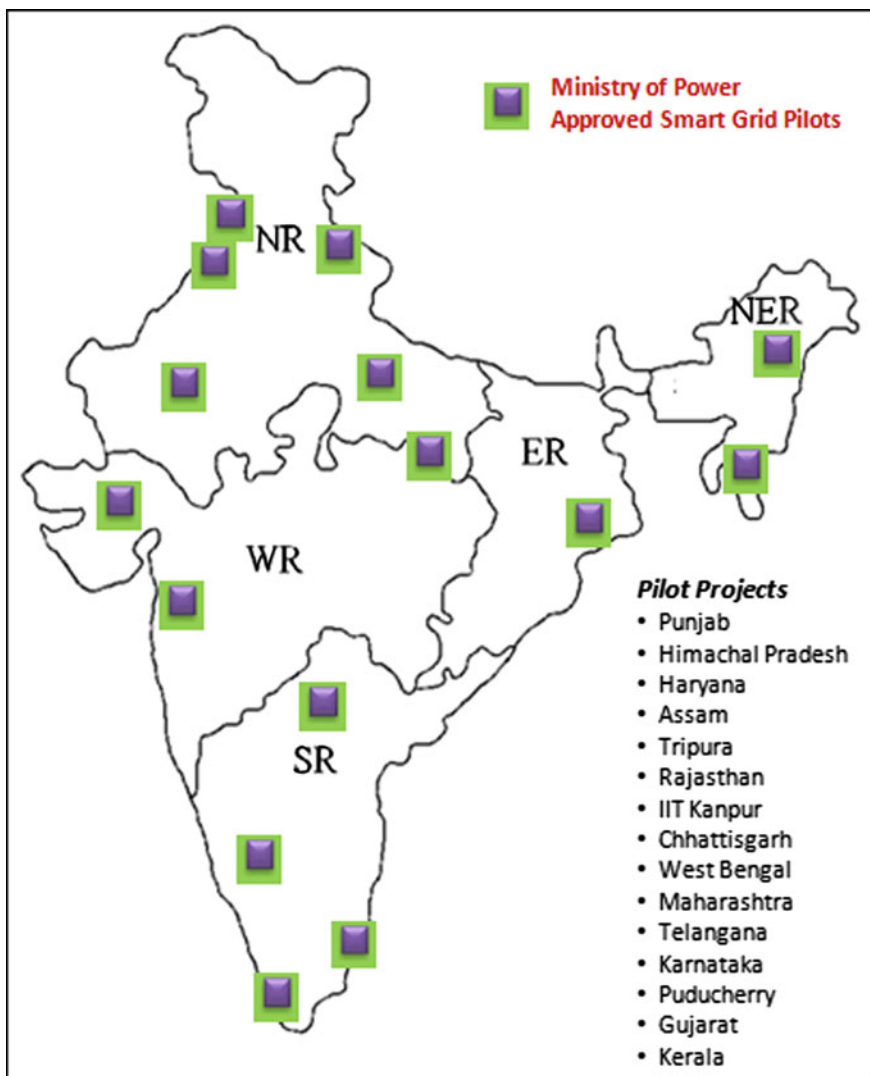 Ministry of Power
Approved Smart Grid Pilots
NR
NER
ER
WR
SR
Pilot Projects
• Punjab
• Himachal Pradesh
• Haryana
• Assam
• Tripura
• Rajasthan
• IIT Kanpur
• Chhattisgarh
• West Bengal
• Maharashtra
• Telangana
• Karnataka
• Puducherry
• Gujarat
• Kerala